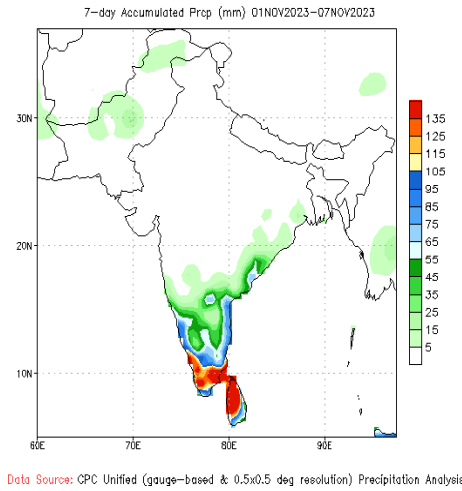 7-day Accumulated Prcp (mm) 01NOV2023-07NOV2023
30N
20N
10N
60E 70E 80E 90E
135
125
115
105
95
85
75
65
55
45
35
25
15
5
Data Source: CPC Unified (gauge-based & 0.5x0.5 deg resolution) Precipitation Analysis